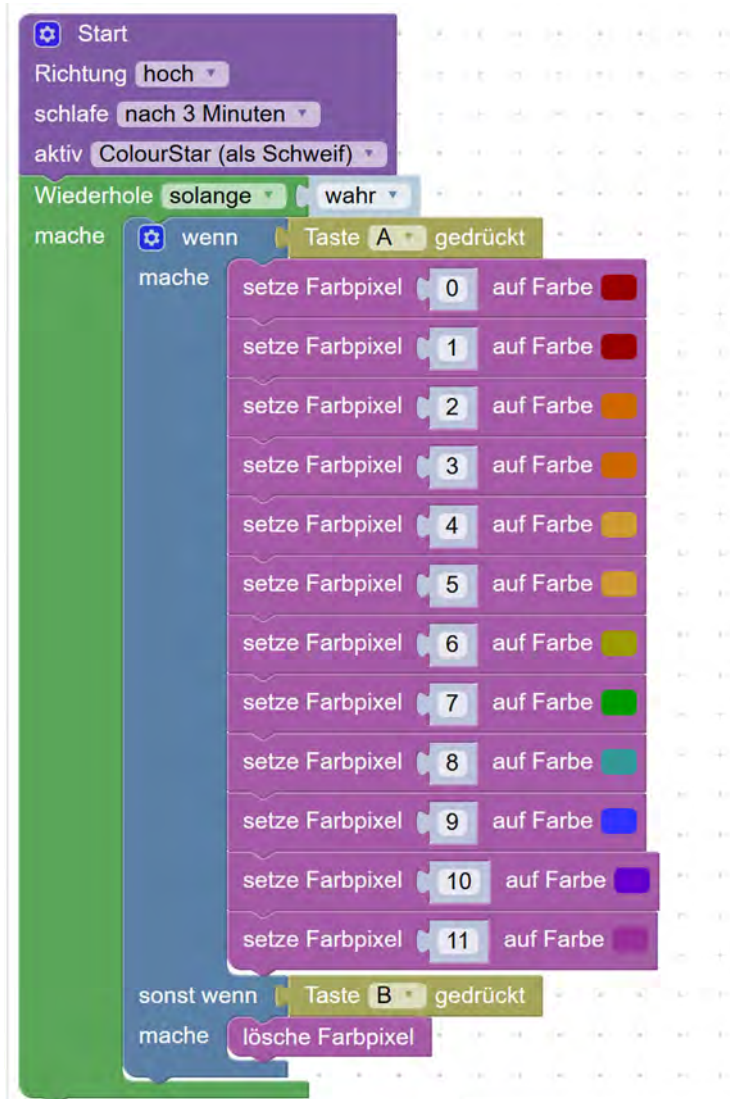 Start
Richtung hoch
schlafe nach 3 Minuten
aktiv ColourStar (als Schweif)
Wiederhole solange wahr
mache wenn Taste A gedrückt
mache setze Farbpixel 0 auf Farbe
setze Farbpixel 1 auf Farbe
setze Farbpixel 2 auf Farbe
setze Farbpixel 3 auf Farbe
setze Farbpixel 4 auf Farbe
setze Farbpixel 5 auf Farbe
setze Farbpixel 6 auf Farbe
setze Farbpixel 7 auf Farbe
setze Farbpixel 8 auf Farbe
setze Farbpixel 9 auf Farbe
setze Farbpixel 10 auf Farbe
setze Farbpixel 11 auf Farbe
sonst wenn Taste B gedrückt
mache lösche Farbpixel